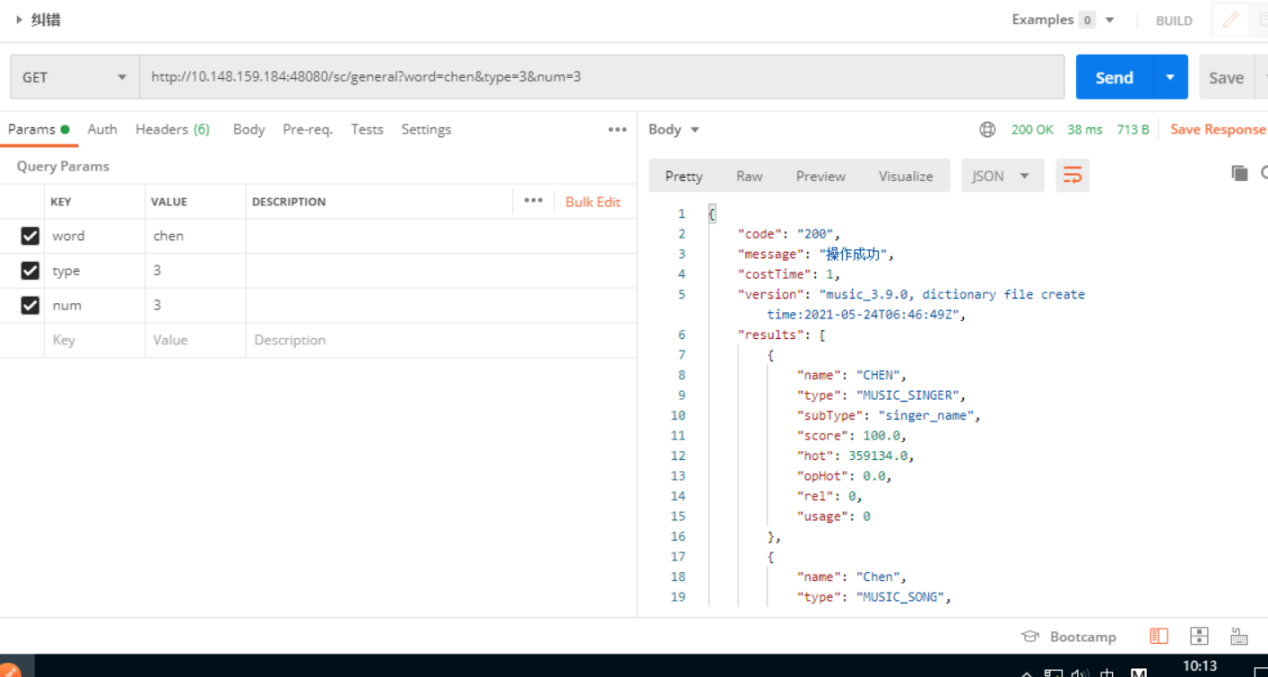 纠错
Examples 0 BUILD
GET http://10.148.159.184:48080/sc/general?word=chen&type=3&num=3 Send Save
Params Auth Headers (6) Body Pre-req. Tests Settings
Query Params
KEY VALUE DESCRIPTION Bulk Edit
word chen
type 3
num 3
Key Value Description
Body 200 OK 38 ms 713 B Save Response
Pretty Raw Preview Visualize JSON
1 {
2 "code": "200",
3 "message": "操作成功",
4 "costTime": 1,
5 "version": "music_3.9.0, dictionary file create
time:2021-05-24T06:46:49Z",
6 "results": [
7 {
8 "name": "CHEN",
9 "type": "MUSIC_SINGER",
10 "subType": "singer_name",
11 "score": 100.0,
12 "hot": 359134.0,
13 "opHot": 0.0,
14 "rel": 0,
15 "usage": 0
16 },
17 {
18 "name": "Chen",
19 "type": "MUSIC_SONG",
Bootcamp
中 M 10:13